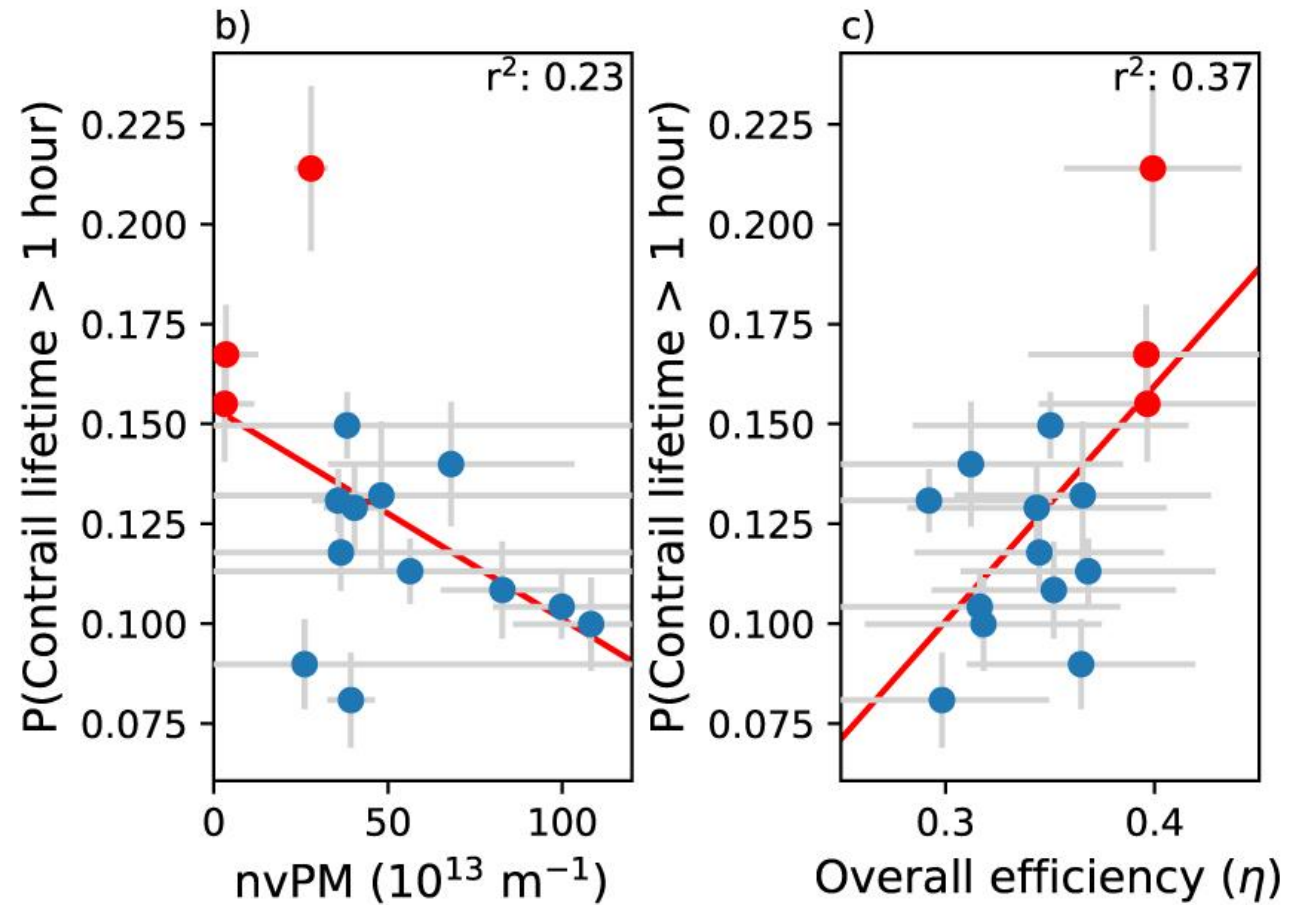 b)
r²: 0.23
P(Contrail lifetime > 1 hour)
0.225
0.200
0.175
0.150
0.125
0.100
0.075
0
50
100
nvPM (10¹³ m⁻¹)
c)
r²: 0.37
P(Contrail lifetime > 1 hour)
0.225
0.200
0.175
0.150
0.125
0.100
0.075
0.3
0.4
Overall efficiency (η)